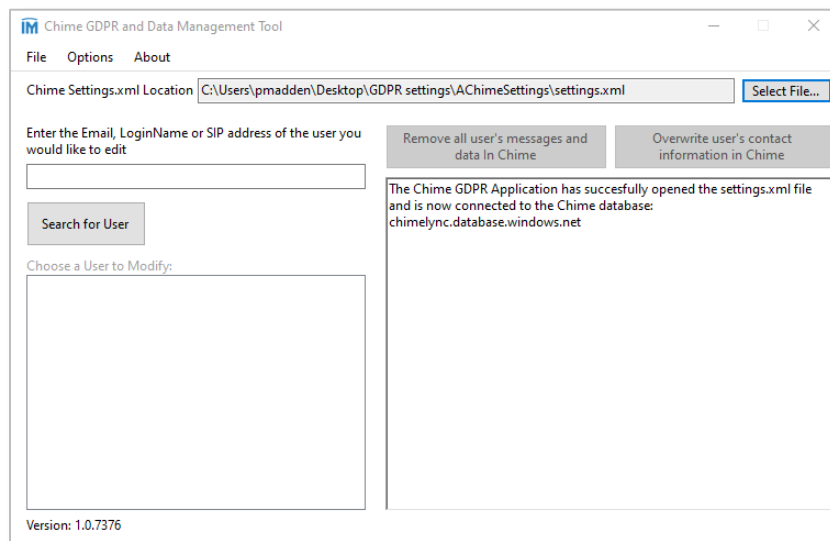 IM Chime GDPR and Data Management Tool
File Options About
Chime Settings.xml Location C:\Users\pmadden\Desktop\GDPR settings\AChimeSettings\settings.xml Select File...
Enter the Email, LoginName or SIP address of the user you
would like to edit
Search for User
Choose a User to Modify:
Remove all user's messages and
data In Chime
Overwrite user's contact
information in Chime
The Chime GDPR Application has succesfully opened the settings.xml file
and is now connected to the Chime database:
chimelync.database.windows.net
Version: 1.0.7376